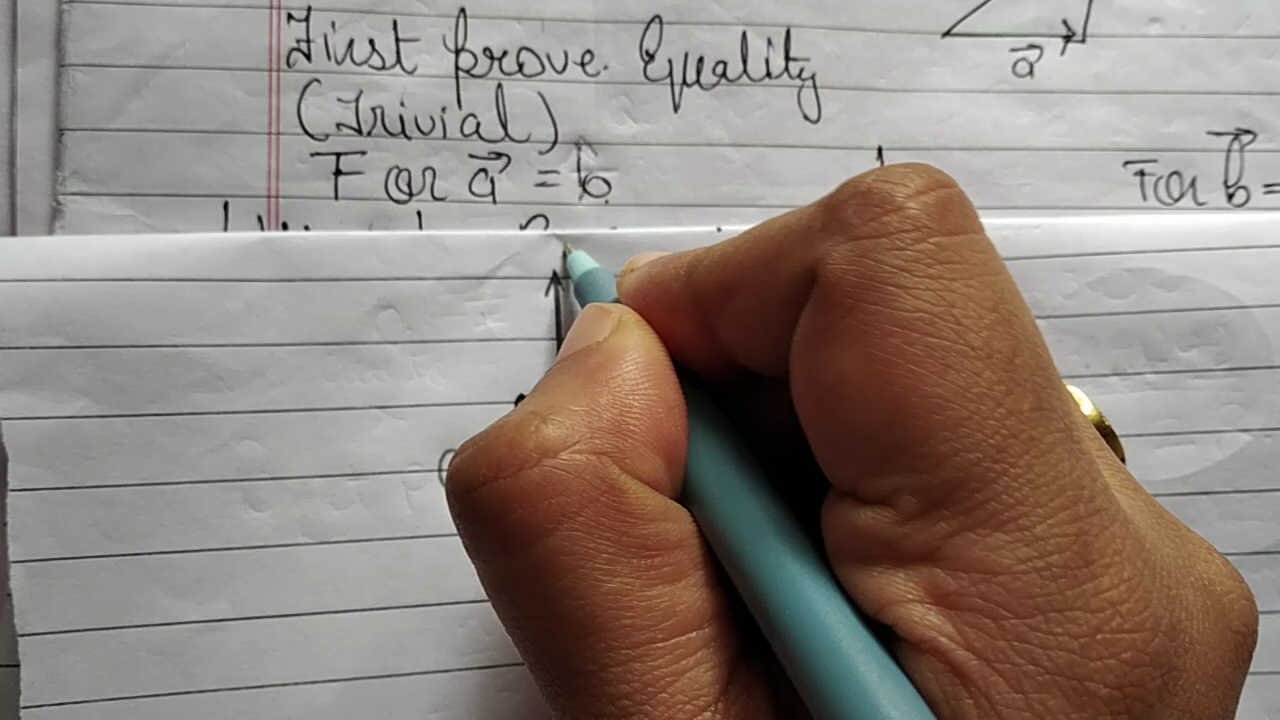 First prove Equality
(Trivial)
a⃗
For a⃗ = b
For b⃗ =